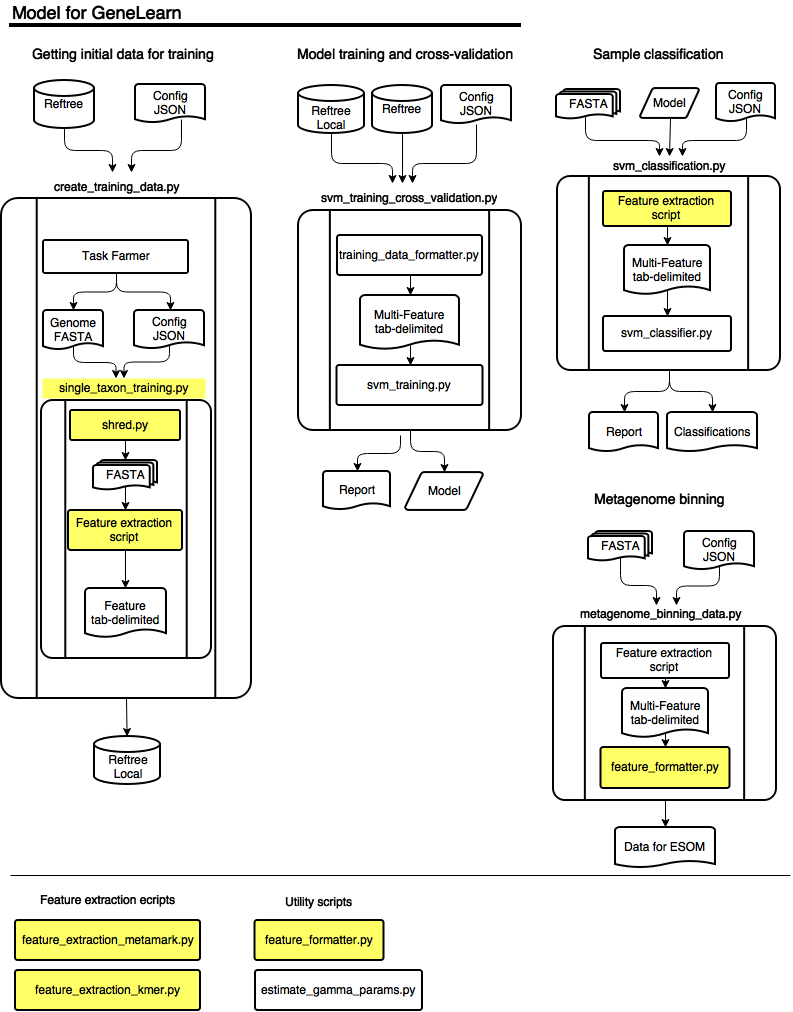 Model for GeneLearn
Getting initial data for training
Reftree
Config
JSON
create_training_data.py
Task Farmer
Genome
FASTA
Config
JSON
single_taxon_training.py
shred.py
FASTA
Feature extraction
script
Feature
tab-delimited
Reftree
Local
Model training and cross-validation
Reftree
Local
Reftree
Config
JSON
svm_training_cross_validation.py
training_data_formatter.py
Multi-Feature
tab-delimited
svm_training.py
Report
Model
Sample classification
FASTA
Model
Config
JSON
svm_classification.py
Feature extraction
script
Multi-Feature
tab-delimited
svm_classifier.py
Report
Classifications
Metagenome binning
FASTA
Config
JSON
metagenome_binning_data.py
Feature extraction
script
Multi-Feature
tab-delimited
feature_formatter.py
Data for ESOM
Feature extraction ecripts
feature_extraction_metamark.py
feature_extraction_kmer.py
Utility scripts
feature_formatter.py
estimate_gamma_params.py